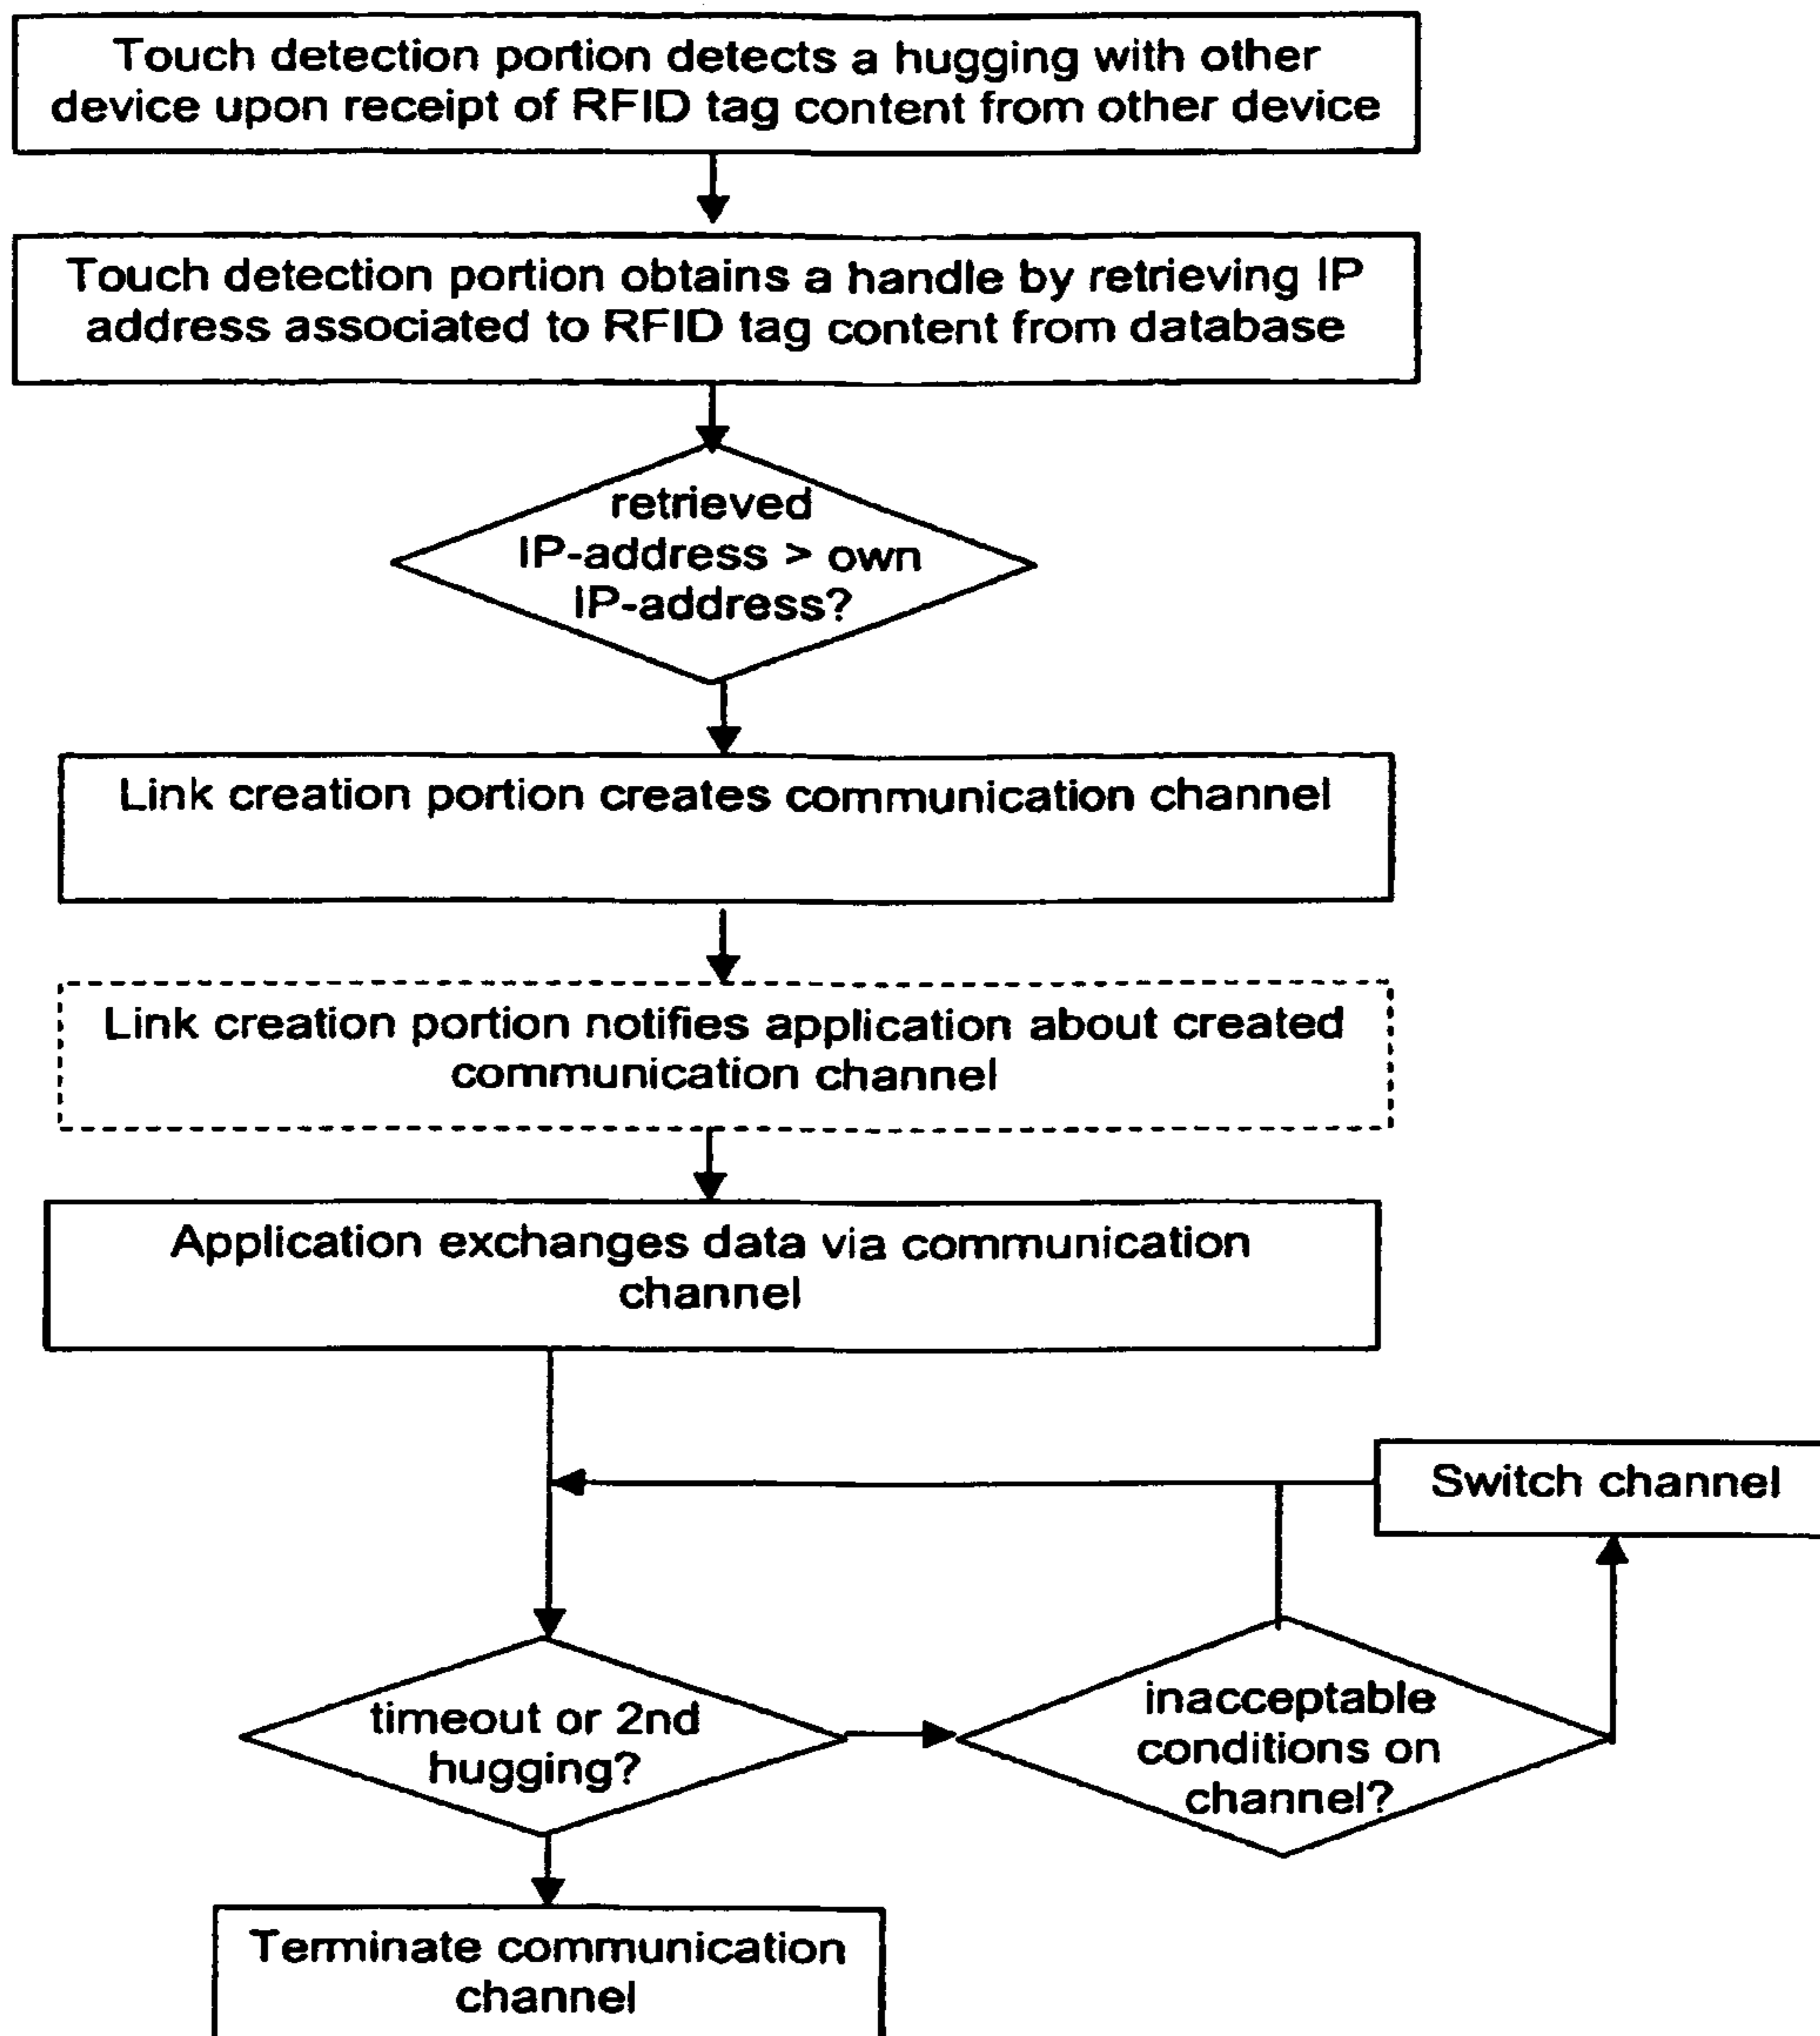 Touch detection portion detects a hugging with other
device upon receipt of RFID tag content from other device
Touch detection portion obtains a handle by retrieving IP
address associated to RFID tag content from database
retrieved
IP-address > own
IP-address?
Link creation portion creates communication channel
Link creation portion notifies application about created
communication channel
Application exchanges data via communication
channel
Switch channel
timeout or 2nd
hugging?
inacceptable
conditions on
channel?
Terminate communication
channel